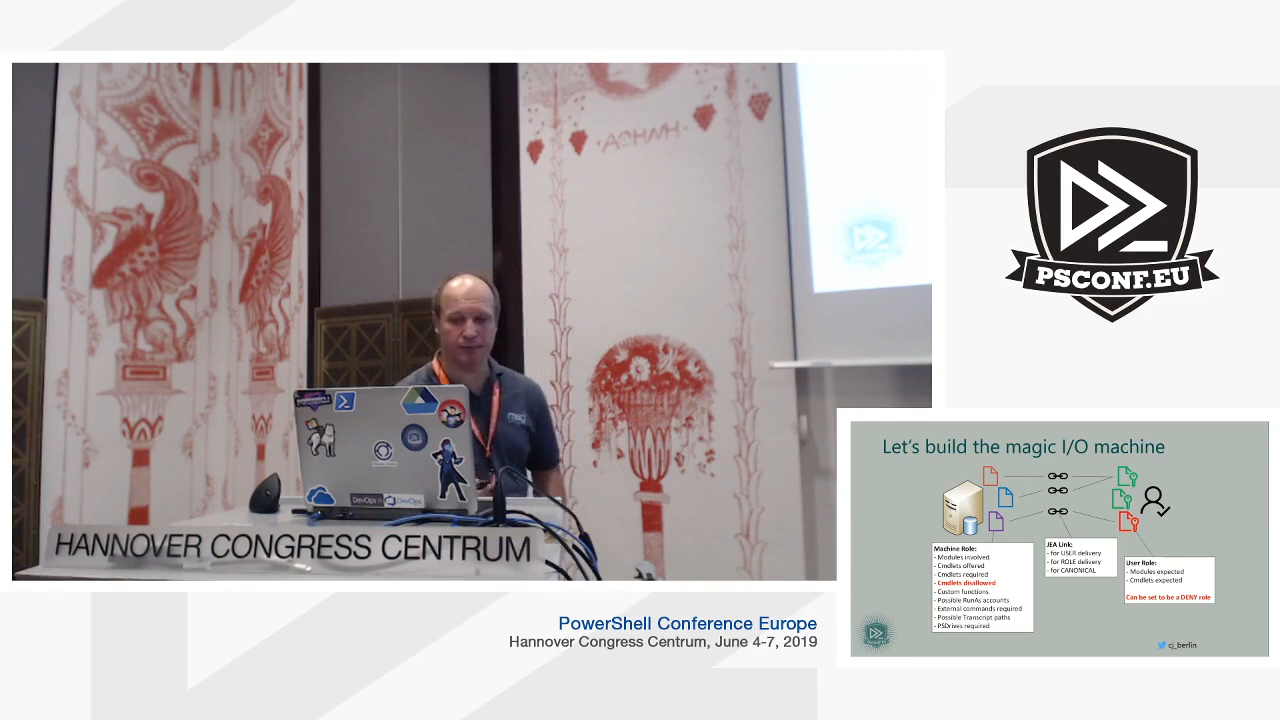 ACHWH
HANNOVER CONGRESS CENTRUM
DevOps
DevOps
PSCONF.EU
PowerShell Conference Europe
Hannover Congress Centrum, June 4-7, 2019
Let's build the magic I/O machine
Machine Role:
- Modules involved
- Cmdlets offered
- Cmdlets required
- Cmdlets disallowed
- Custom functions
- Possible RunAs accounts
- External commands required
- Possible Transcript paths
- PSDrives required
JEA Link:
- for USER delivery
- for ROLE delivery
- for CANONICAL
User Role:
- Modules expected
- Cmdlets expected
Can be set to be a DENY role
PSCONF.EU
cj_berlin